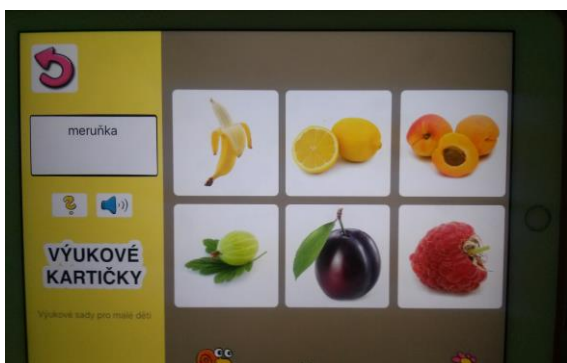 meruňka
VÝUKOVÉ
KARTIČKY
Výukové sady pro malé děti